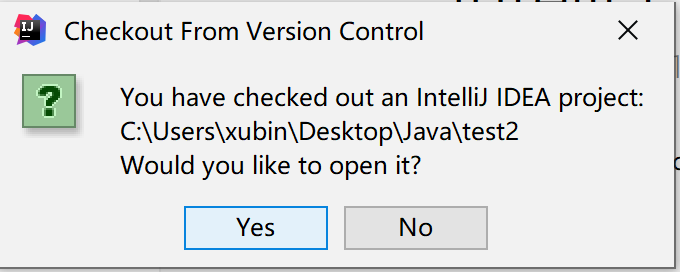 Checkout From Version Control
You have checked out an IntelliJ IDEA project:
C:\Users\xubin\Desktop\Java\test2
Would you like to open it?
Yes No